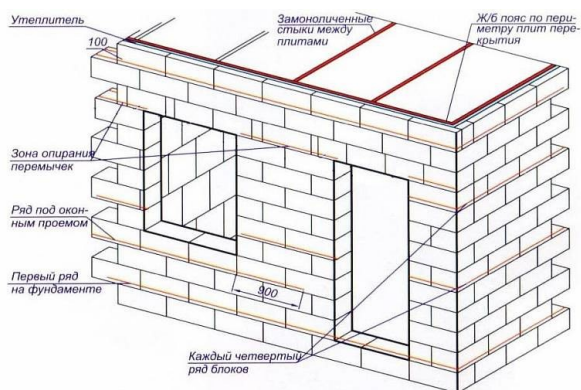 Утеплитель
Замоноличенные
стыки между
плитами
Ж/б пояс по пери-
метру плит пере-
крытия
100
Зона опирания
перемычек
Ряд под окон-
ным проемом
Первый ряд
на фундаменте
900
Каждый четвертый
ряд блоков